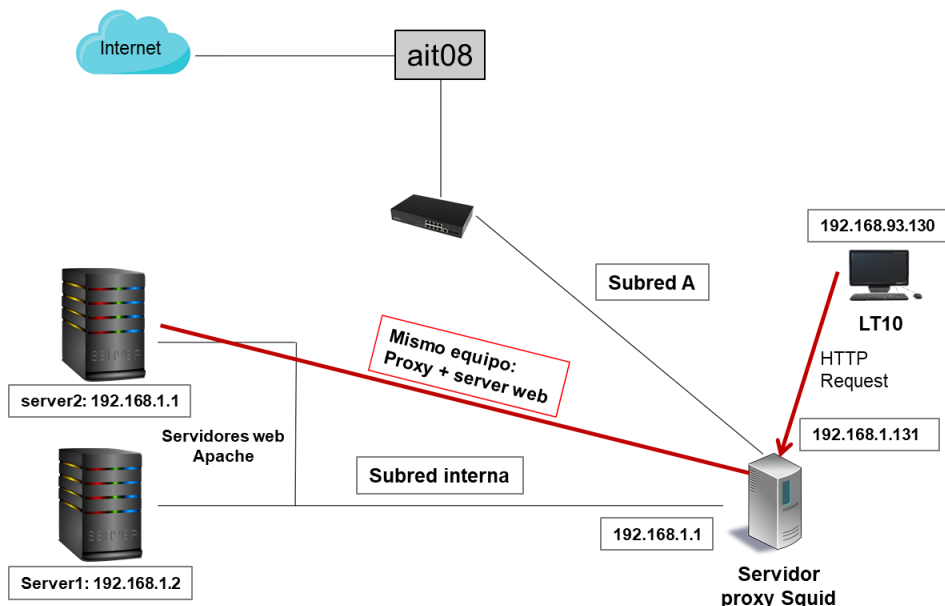 Internet
ait08
192.168.93.130
Subred A
LT10
HTTP
Request
Mismo equipo:
Proxy + server web
server2: 192.168.1.1
Servidores web
Apache
192.168.1.131
Subred interna
192.168.1.1
Server1: 192.168.1.2
Servidor
proxy Squid
SERVER
SERVER